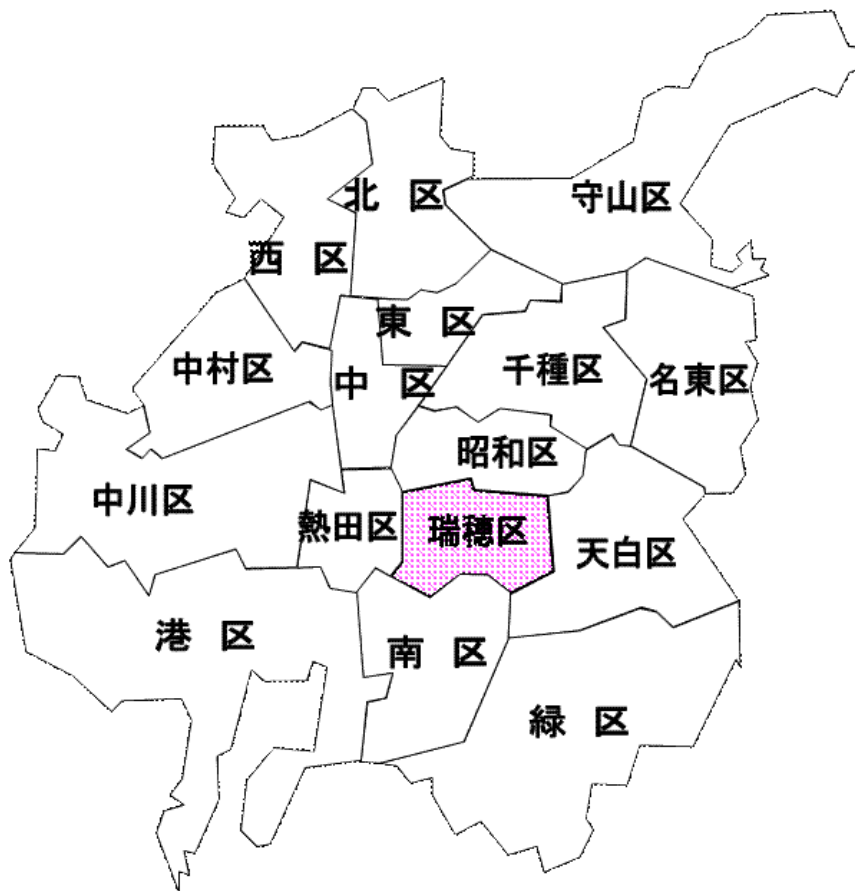 北 区
守山区
西 区
東 区
中村区
中 区
千種区
名東区
昭和区
中川区
熱田区
瑞穂区
天白区
港 区
南 区
緑 区